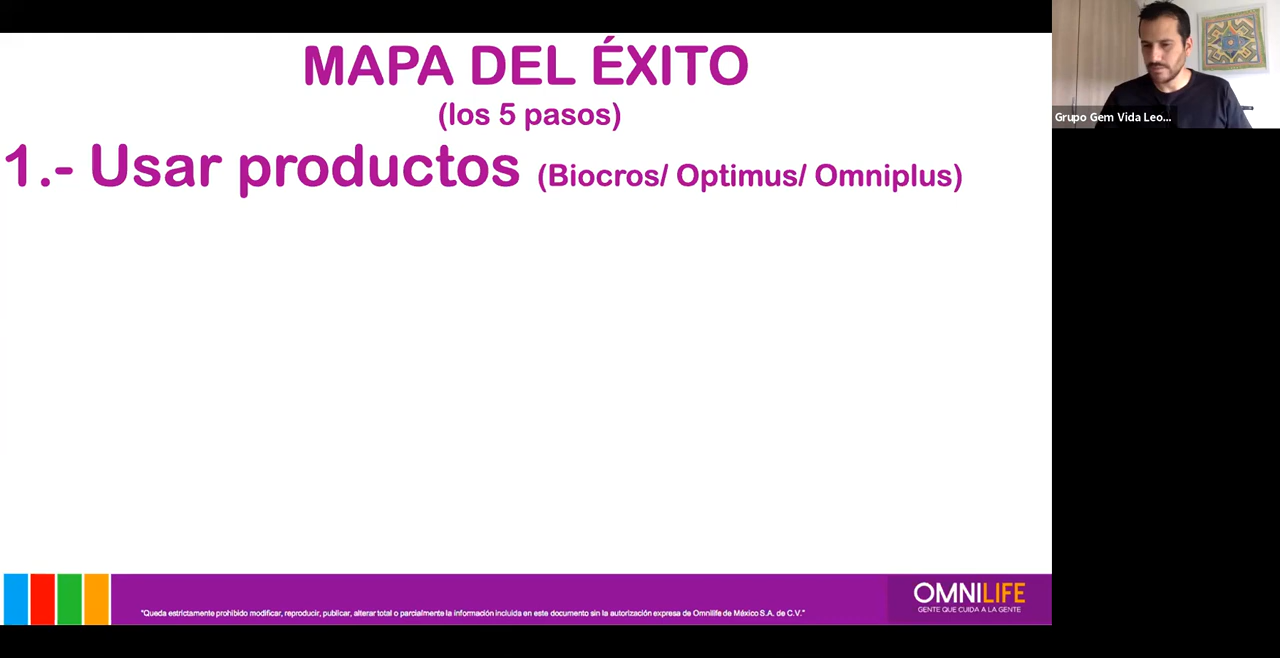 MAPA DEL ÉXITO
(los 5 pasos)
1.- Usar productos (Biocros/ Optimus/ Omniplus)
Grupo Gem Vida Leo...
"Queda estrictamente prohibido modificar, reproducir, publicar, alterar total o parcialmente la información incluida en este documento sin la autorización expresa de Omnilife de México S.A. de C.V."
OMNILIFE
GENTE QUE CUIDA A LA GENTE